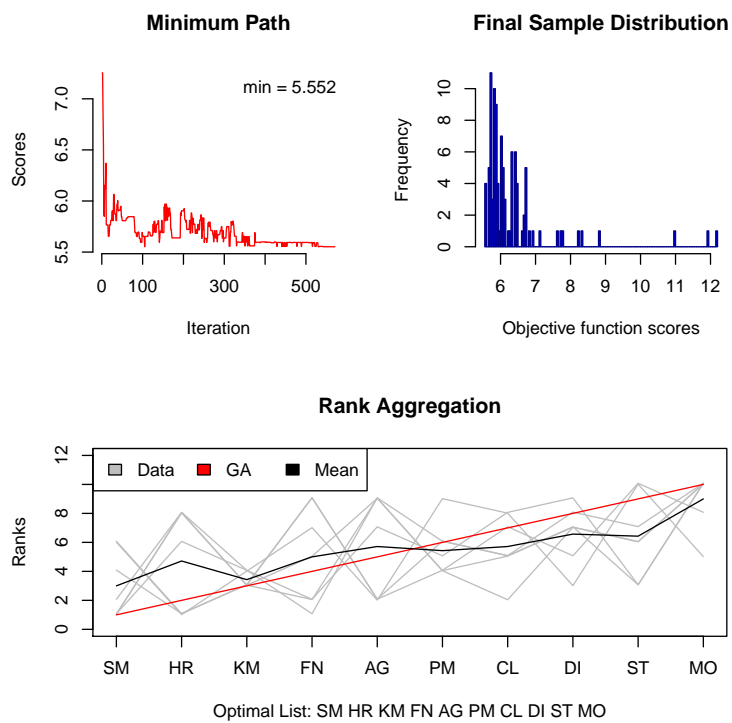 Minimum Path
min = 5.552
Scores
7.0
6.5
6.0
5.5
0 100 300 500
Iteration
Final Sample Distribution
Frequency
10
8
6
4
2
0
6 7 8 9 10 11 12
Objective function scores
Rank Aggregation
Data GA Mean
Ranks
12
8
6
4
2
0
SM HR KM FN AG PM CL DI ST MO
Optimal List: SM HR KM FN AG PM CL DI ST MO